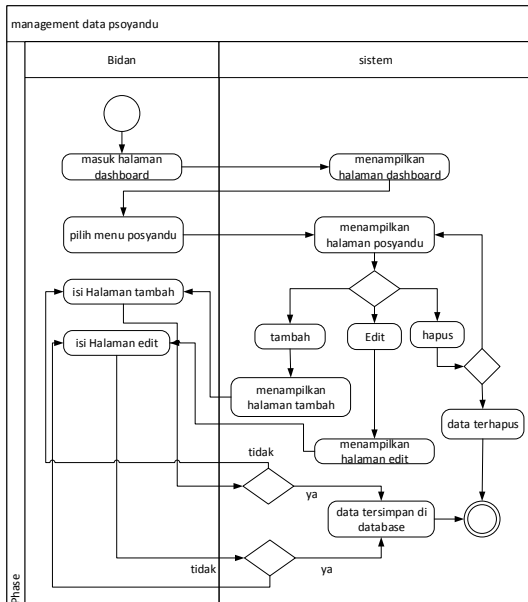 management data psoyandu
Bidan
sistem
masuk halaman
dashboard
menampilkan
halaman dashboard
pilih menu posyandu
menampilkan
halaman posyandu
isi Halaman tambah
tambah
Edit
hapus
isi Halaman edit
menampilkan
halaman tambah
data terhapus
menampilkan
halaman edit
tidak
ya
data tersimpan di
database
tidak
ya
Phase